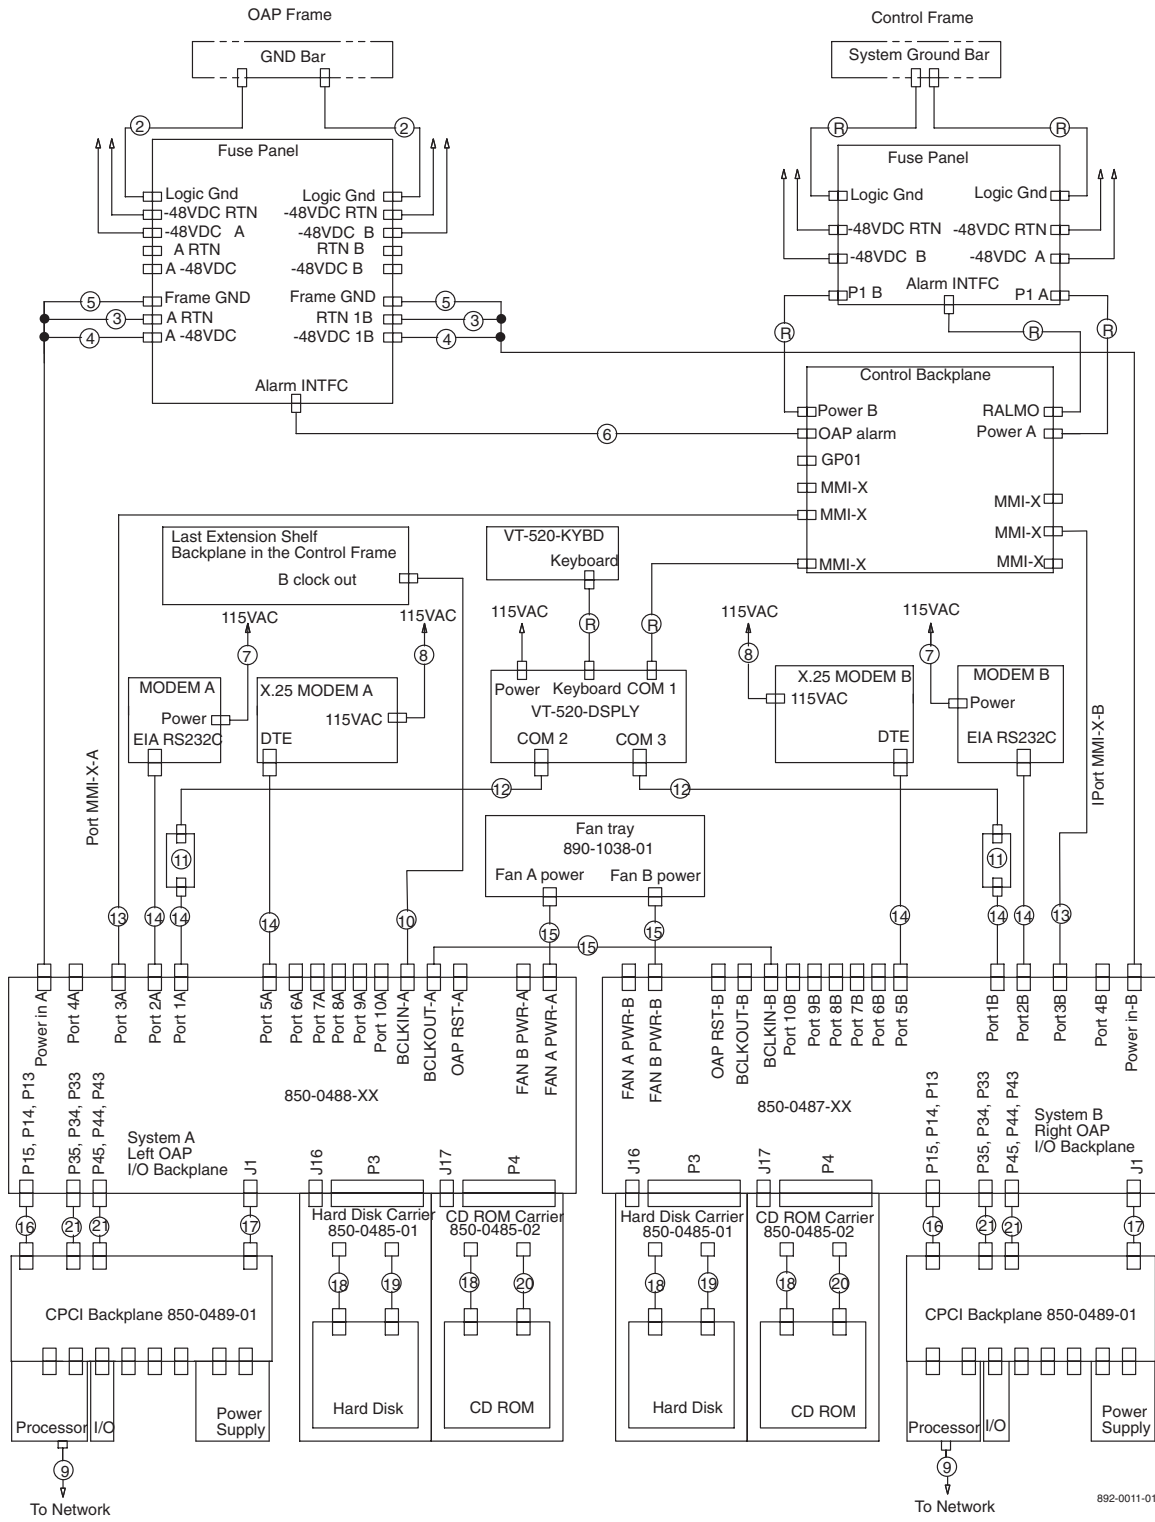 OAP Frame
Control Frame
GND Bar
System Ground Bar
2
2
R
R
Fuse Panel
Logic Gnd
-48VDC RTN
-48VDC A
A RTN
A -48VDC
Frame GND
A RTN
A -48VDC
Logic Gnd
-48VDC RTN
-48VDC B
RTN B
-48VDC B
Frame GND
RTN 1B
-48VDC 1B
5
3
4
5
3
4
Alarm INTFC
Fuse Panel
Logic Gnd
Logic Gnd
-48VDC RTN
-48VDC RTN
-48VDC B
-48VDC A
Alarm INTFC
P1 B
P1 A
R
R
R
Control Backplane
Power B
RALMO
OAP alarm
Power A
6
GP01
MMI-X
MMI-X
MMI-X
MMI-X
MMI-X
MMI-X
Last Extension Shelf
Backplane in the Control Frame
B clock out
VT-520-KYBD
Keyboard
115VAC
115VAC
115VAC
115VAC
115VAC
7
8
R
R
8
7
MODEM A
Power
EIA RS232C
X.25 MODEM A
115VAC
DTE
Power
Keyboard
COM 1
VT-520-DSPLY
COM 2
COM 3
X.25 MODEM B
115VAC
DTE
MODEM B
Power
EIA RS232C
Port MMI-X-A
IPort MMI-X-B
12
12
11
11
Fan tray
890-1038-01
Fan A power
Fan B power
13
14
14
14
10
15
15
15
14
14
14
13
Power in A
Port 4A
Port 3A
Port 2A
Port 1A
Port 5A
Port 6A
Port 7A
Port 8A
Port 9A
Port 10A
BCLKIN-A
BCLKOUT-A
OAP RST-A
FAN B PWR-A
FAN A PWR-A
FAN A PWR-B
FAN B PWR-B
OAP RST-B
BCLKOUT-B
BCLKIN-B
Port 10B
Port 9B
Port 8B
Port 7B
Port 6B
Port 5B
Port 1B
Port2B
Port3B
Port 4B
Power in-B
850-0488-XX
850-0487-XX
P15, P14, P13
P35, P34, P33
P45, P44, P43
System A
Left OAP
I/O Backplane
J1
J16
P3
J17
P4
J16
P3
J17
P4
P15, P14, P13
P35, P34, P33
P45, P44, P43
System B
Right OAP
I/O Backplane
J1
16
21
21
17
Hard Disk Carrier
850-0485-01
CD ROM Carrier
850-0485-02
Hard Disk Carrier
850-0485-01
CD ROM Carrier
850-0485-02
16
21
21
17
18
19
18
20
18
19
18
20
CPCI Backplane 850-0489-01
CPCI Backplane 850-0489-01
Hard Disk
CD ROM
Hard Disk
CD ROM
Processor
I/O
Power
Supply
Processor
I/O
Power
Supply
9
9
To Network
To Network
892-0011-01